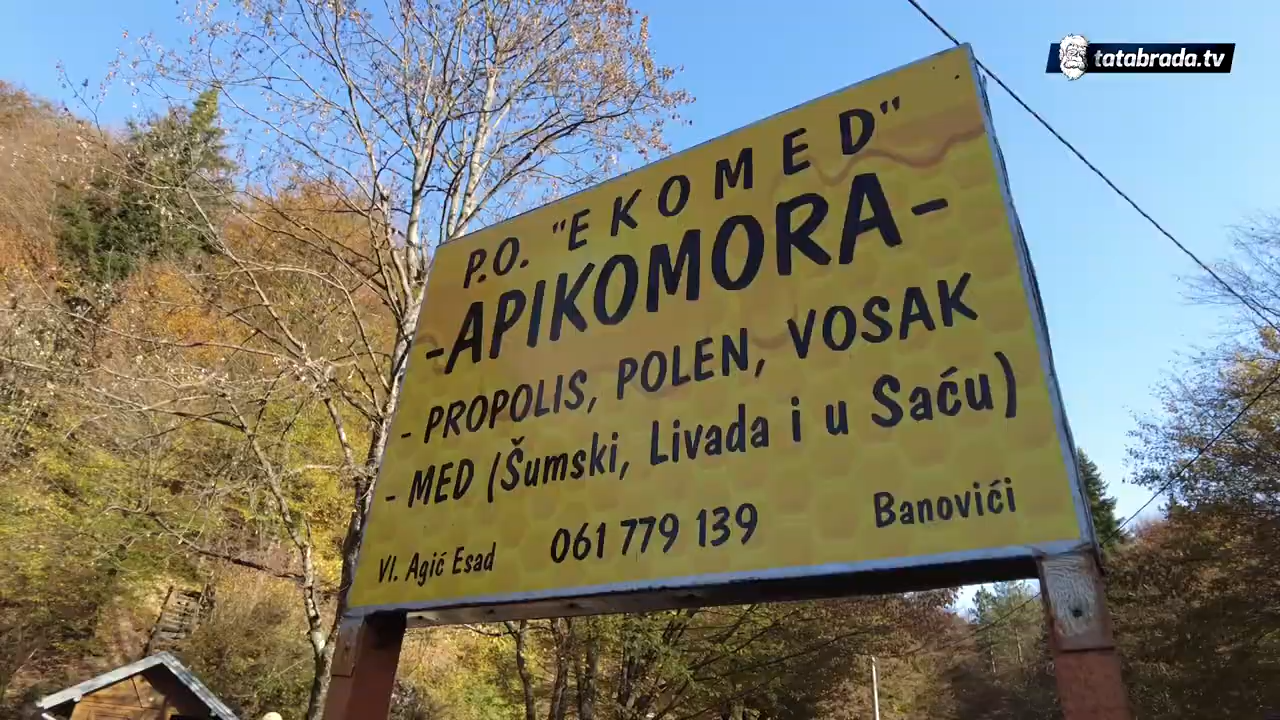 tatabrada.tv
P.O. "EKOMED"
-APIKOMORA-
- PROPOLIS, POLEN, VOSAK
- MED (Šumski, Livada i u Saću)
Vl. Agić Esad 061 779 139 Banovići